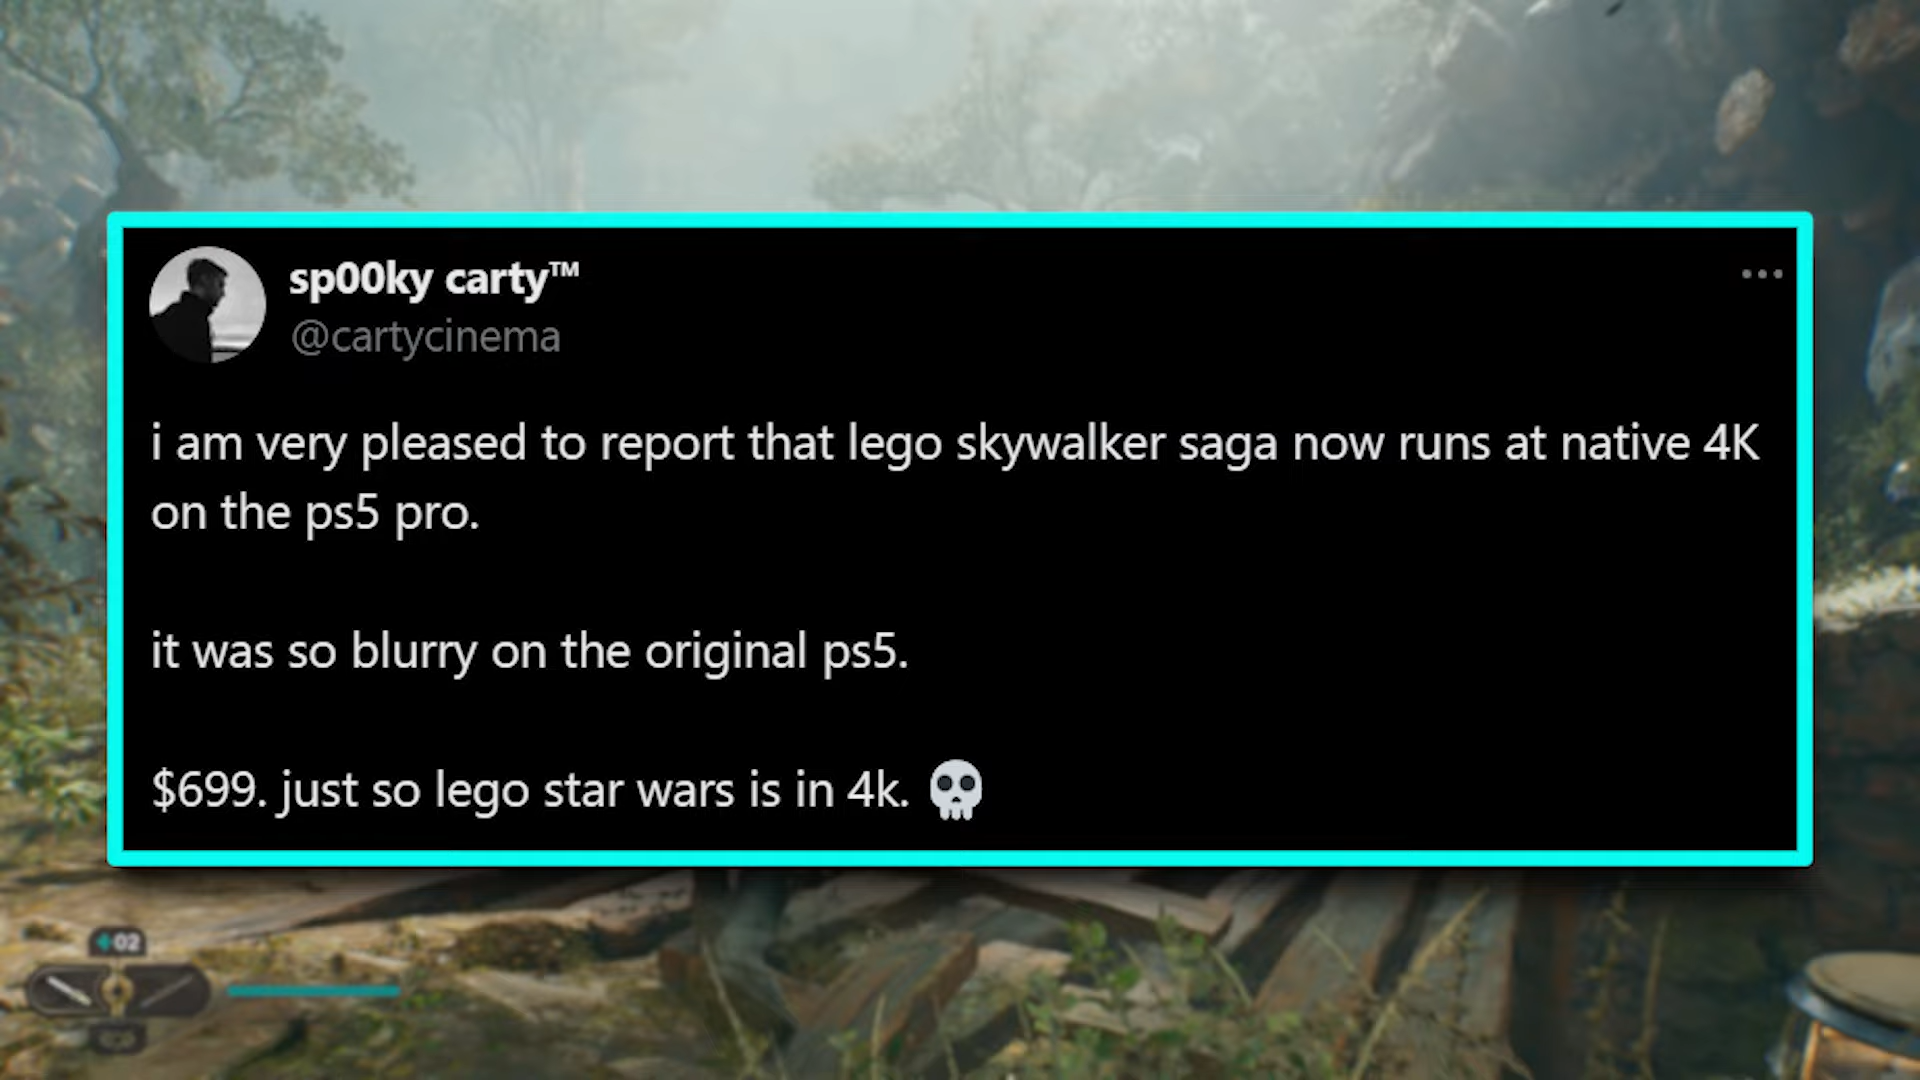 sp00ky carty™
@cartycinema
i am very pleased to report that lego skywalker saga now runs at native 4K
on the ps5 pro.
it was so blurry on the original ps5.
$699. just so lego star wars is in 4k. 💀
02